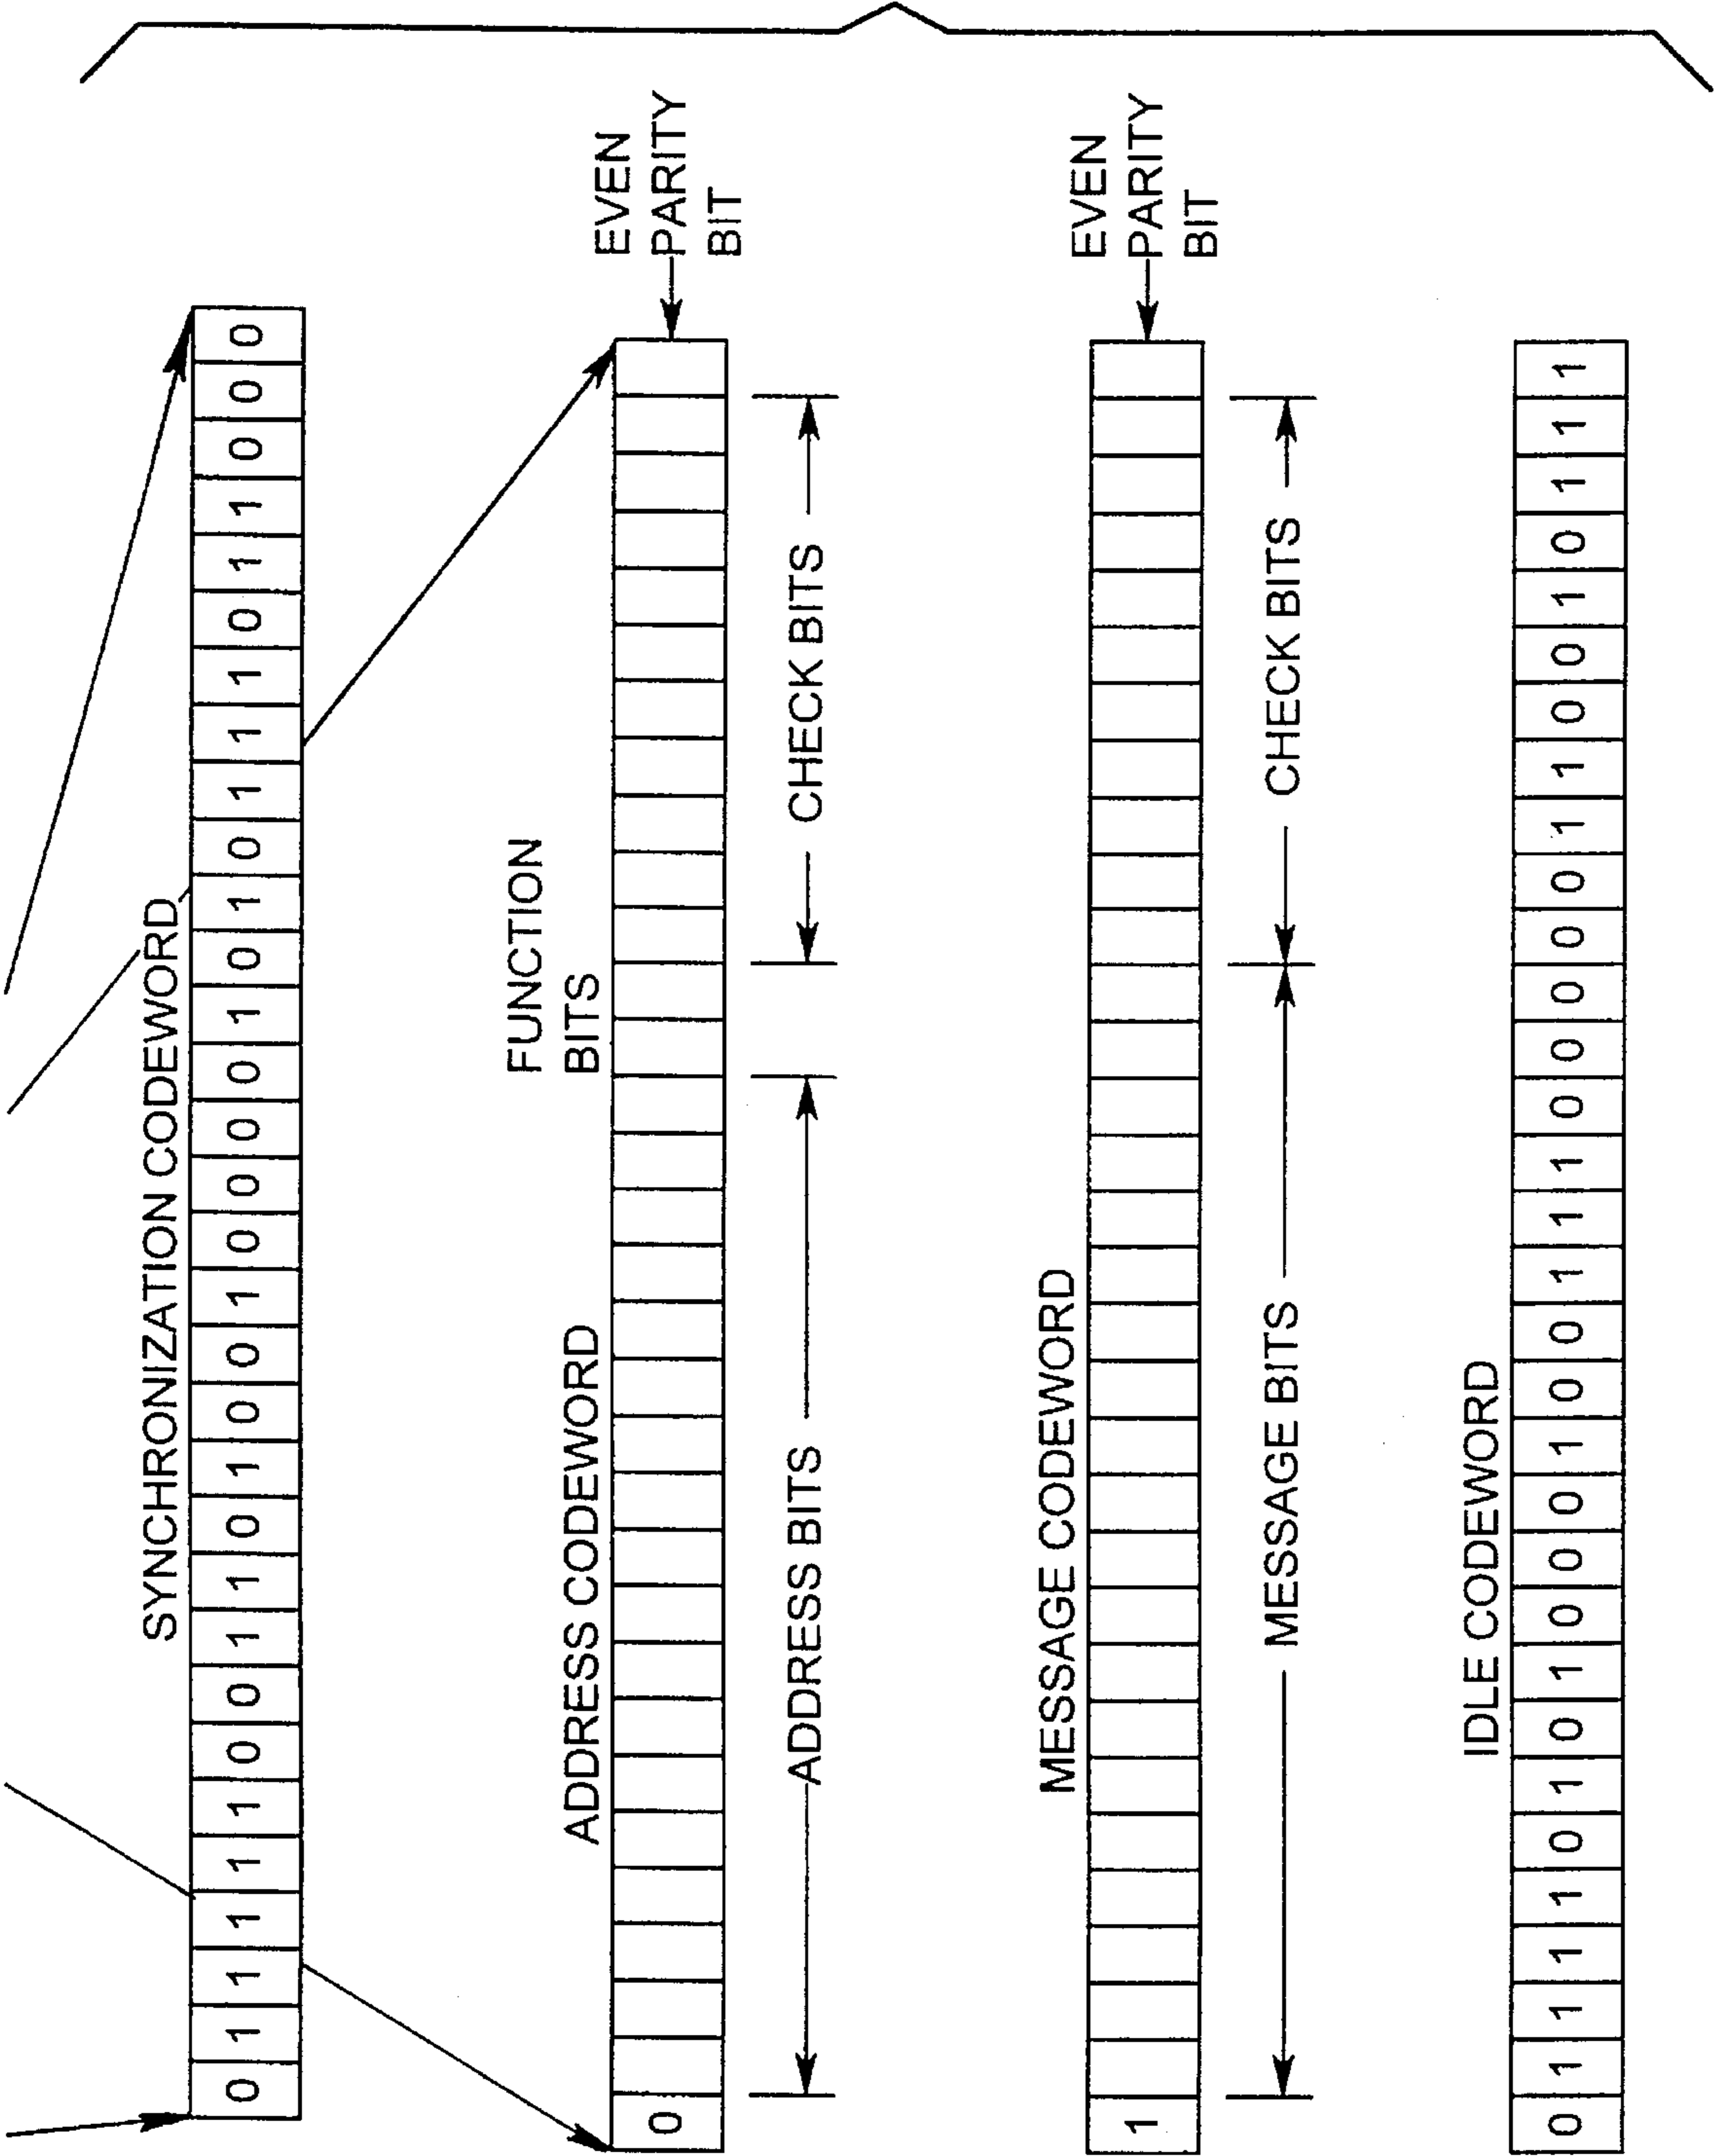 SYNCHRONIZATION CODEWORD
0 1 1 1 1 1 0 0 1 1 0 1 0 0 1 0 0 0 0 1 0 1 0 1 1 1 0 1 1 0 0 0
FUNCTION
BITS
ADDRESS CODEWORD
0
EVEN
PARITY
BIT
ADDRESS BITS
CHECK BITS
MESSAGE CODEWORD
1
EVEN
PARITY
BIT
MESSAGE BITS
CHECK BITS
IDLE CODEWORD
0 1 1 1 1 0 1 0 1 0 0 0 1 0 0 1 1 1 0 0 0 0 0 1 1 0 0 1 0 1 1 1